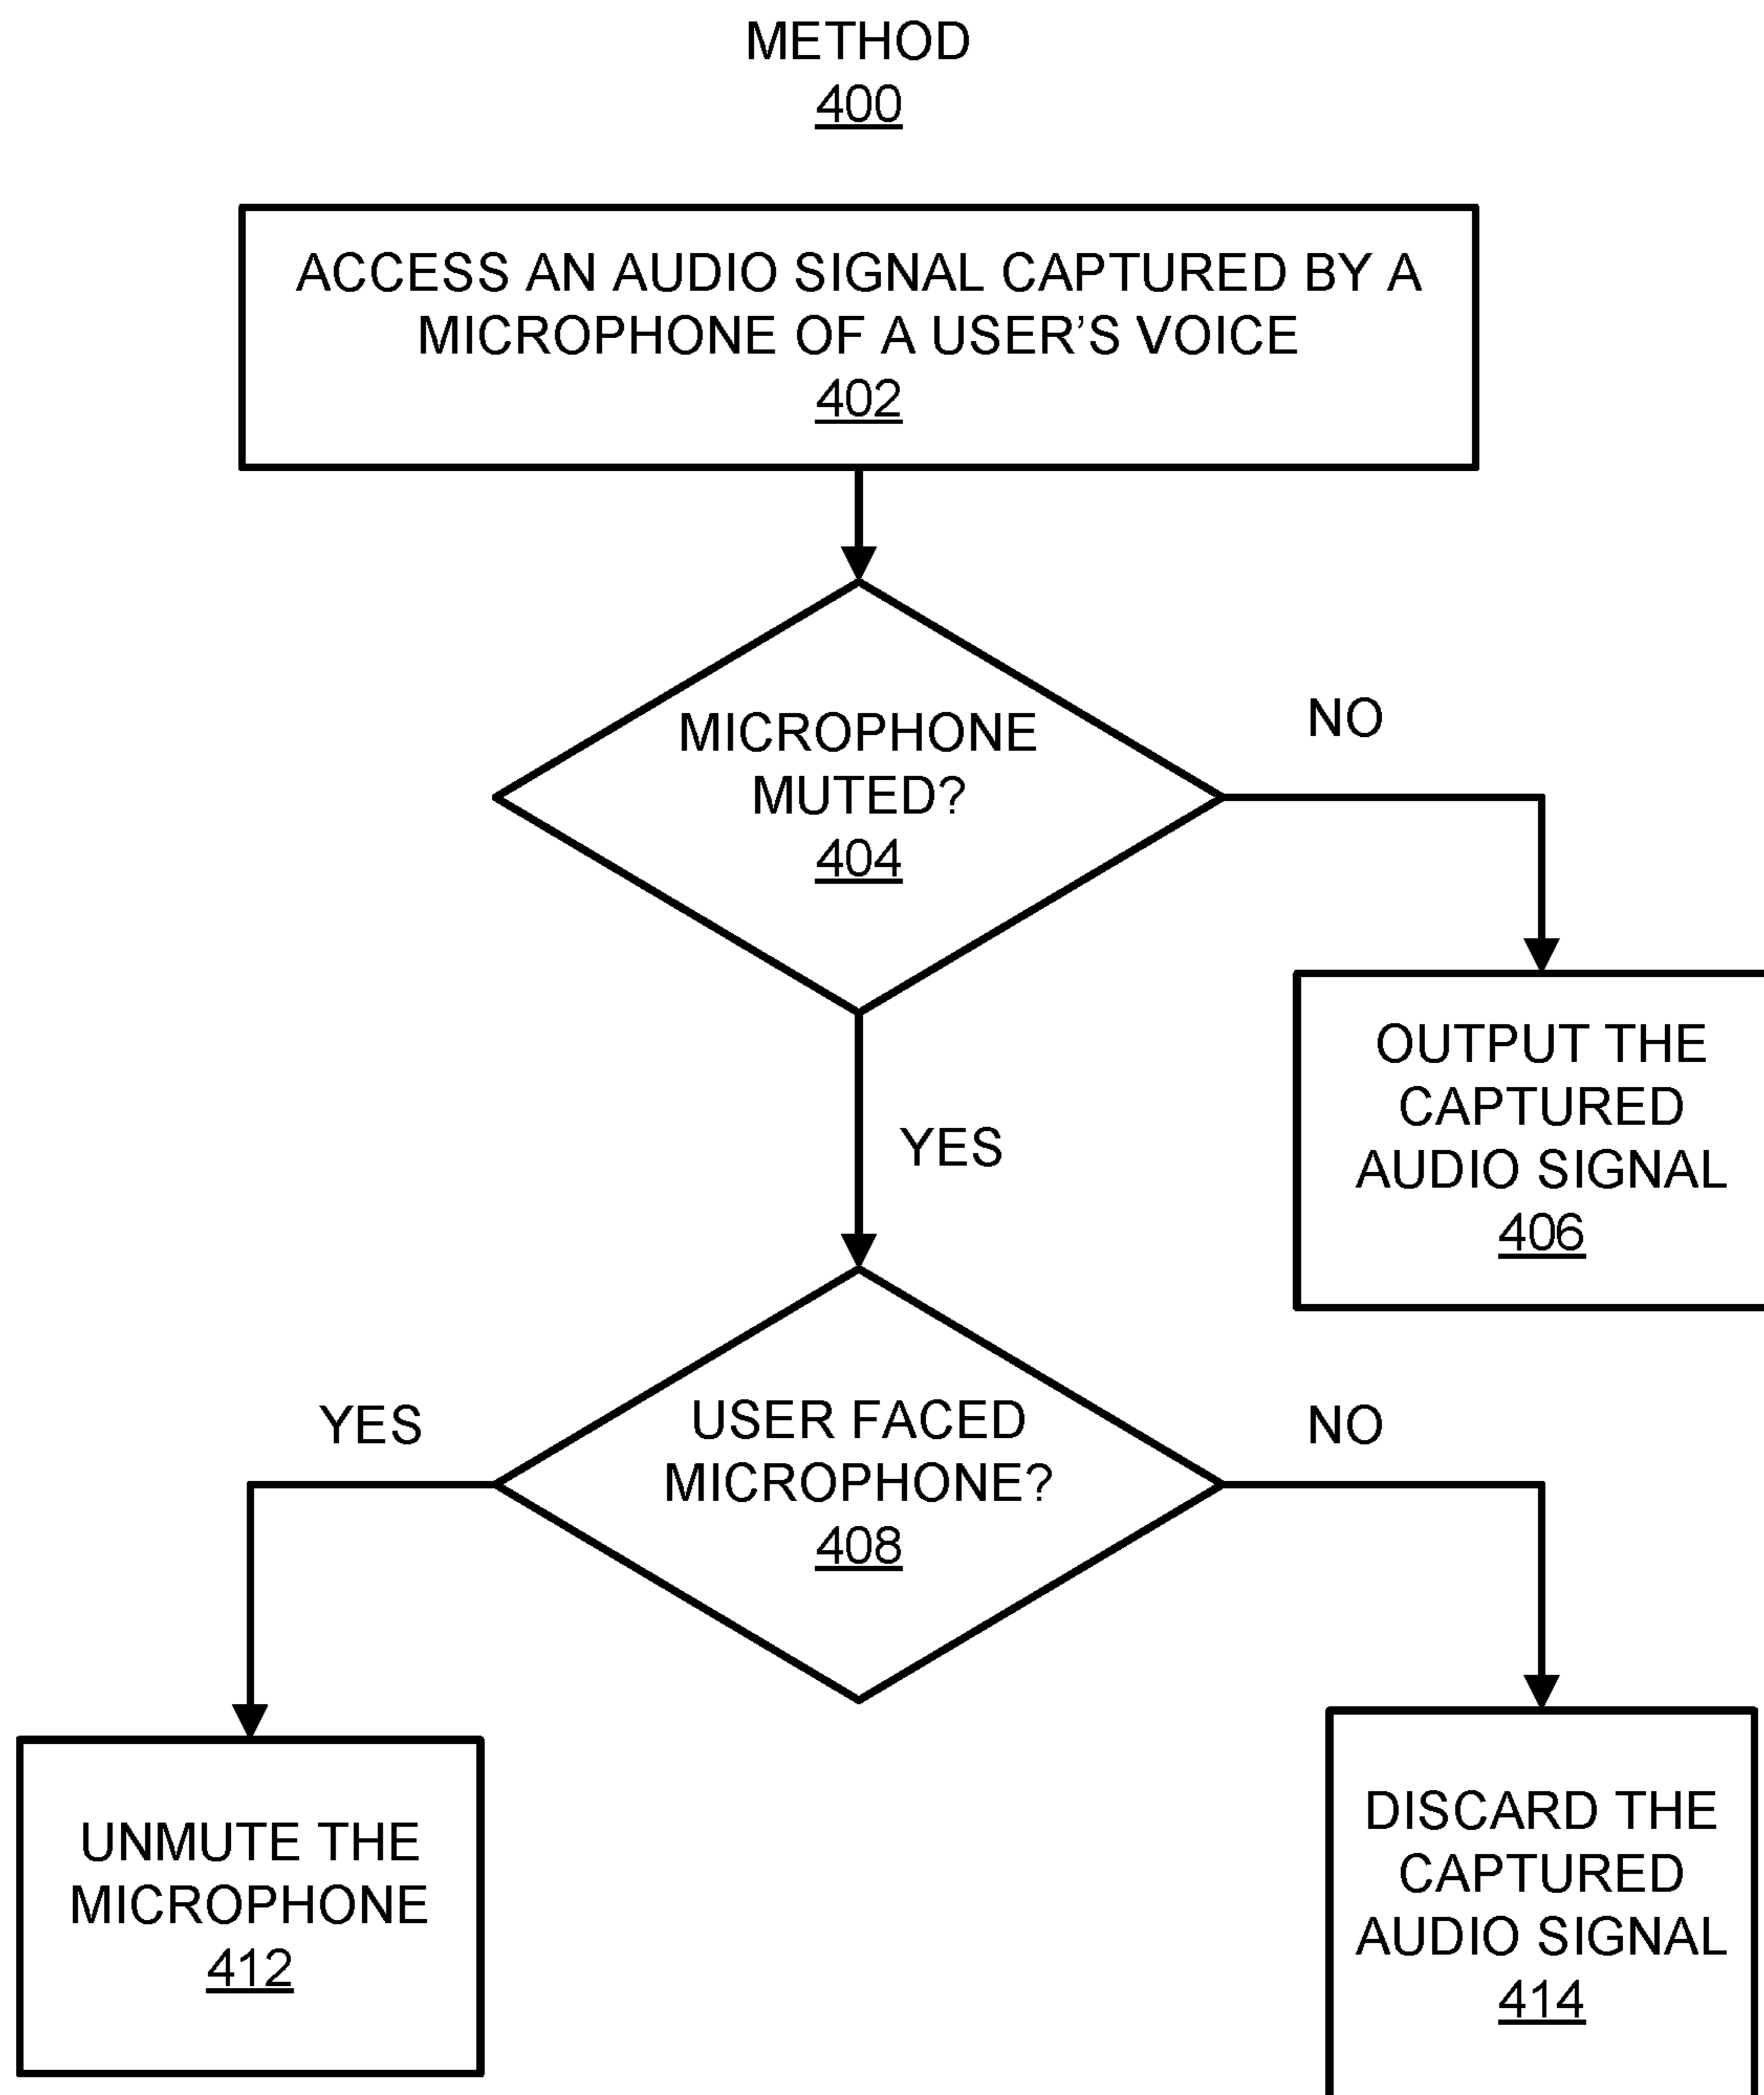 METHOD
400
ACCESS AN AUDIO SIGNAL CAPTURED BY A
MICROPHONE OF A USER'S VOICE
402
MICROPHONE
MUTED?
404
NO
OUTPUT THE
CAPTURED
AUDIO SIGNAL
406
YES
USER FACED
MICROPHONE?
408
YES
NO
UNMUTE THE
MICROPHONE
412
DISCARD THE
CAPTURED
AUDIO SIGNAL
414